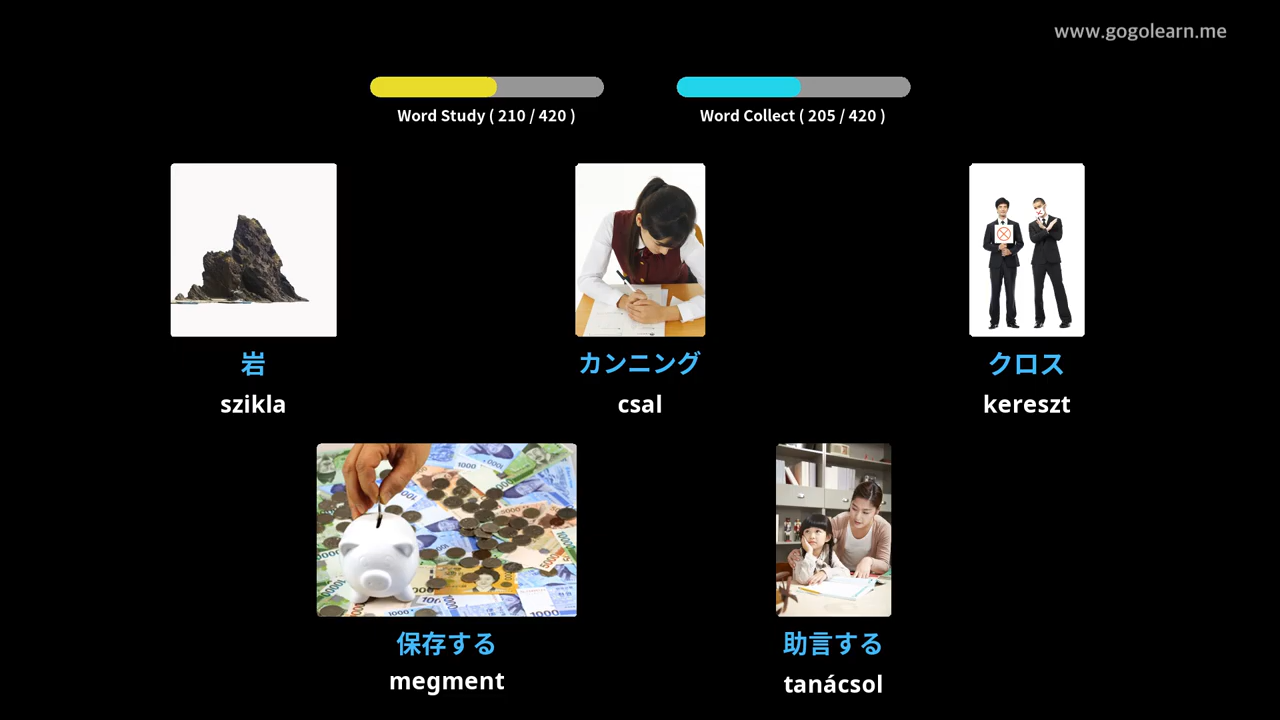 www.gogolearn.me
Word Study ( 210 / 420 )
Word Collect ( 205 / 420 )
岩
カンニング
クロス
szikla
csal
kereszt
保存する
助言する
megment
tanácsol